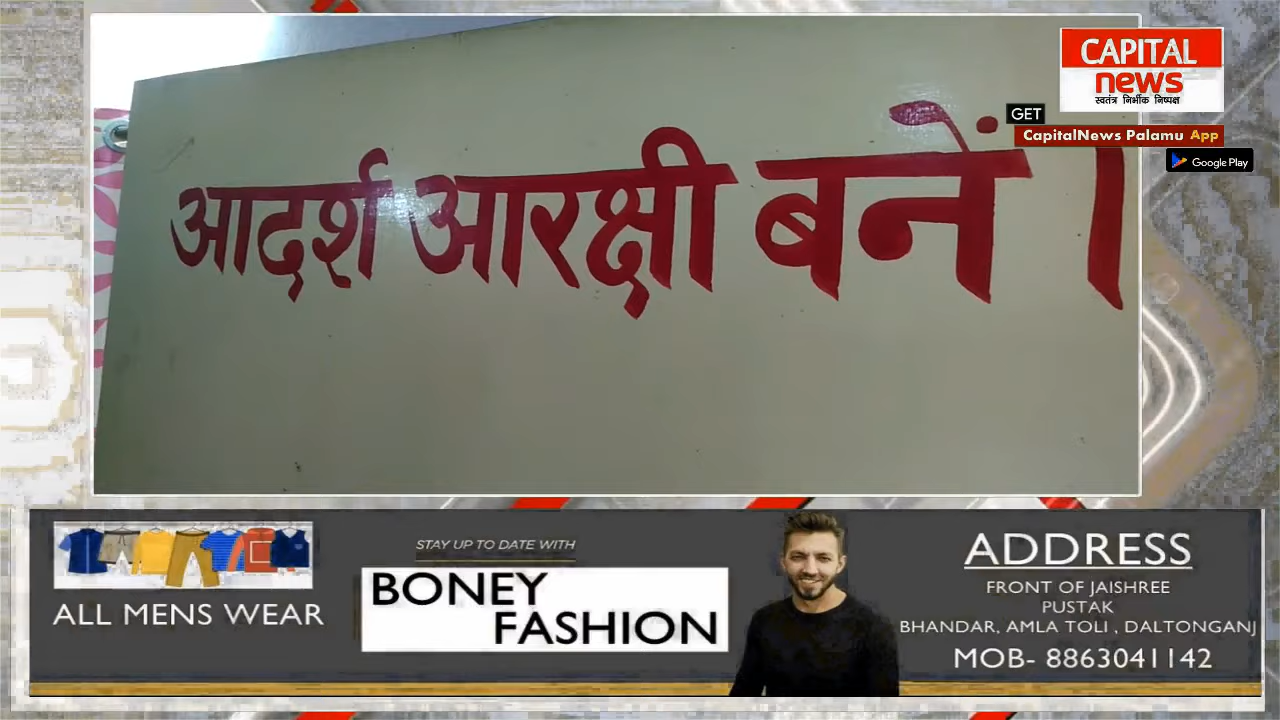 CAPITAL
news
स्वतंत्र निर्भीक निष्पक्ष
GET
CapitalNews Palamu App
Google Play
आदर्श आरक्षी बनें।
STAY UP TO DATE WITH
BONEY
FASHION
ALL MENS WEAR
ADDRESS
FRONT OF JAISHREE
PUSTAK
BHANDAR, AMLA TOLI , DALTONGANJ
MOB- 8863041142